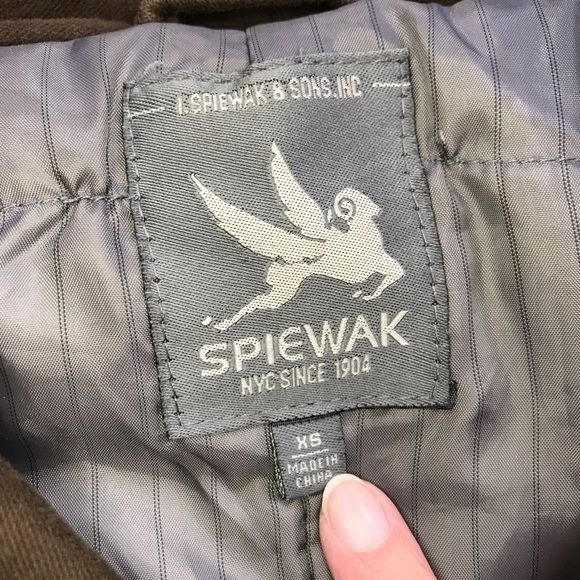 I. SPIEWAK & SONS. INC
SPIEWAK
NYC SINCE 1904
XS
MADE IN
CHINA